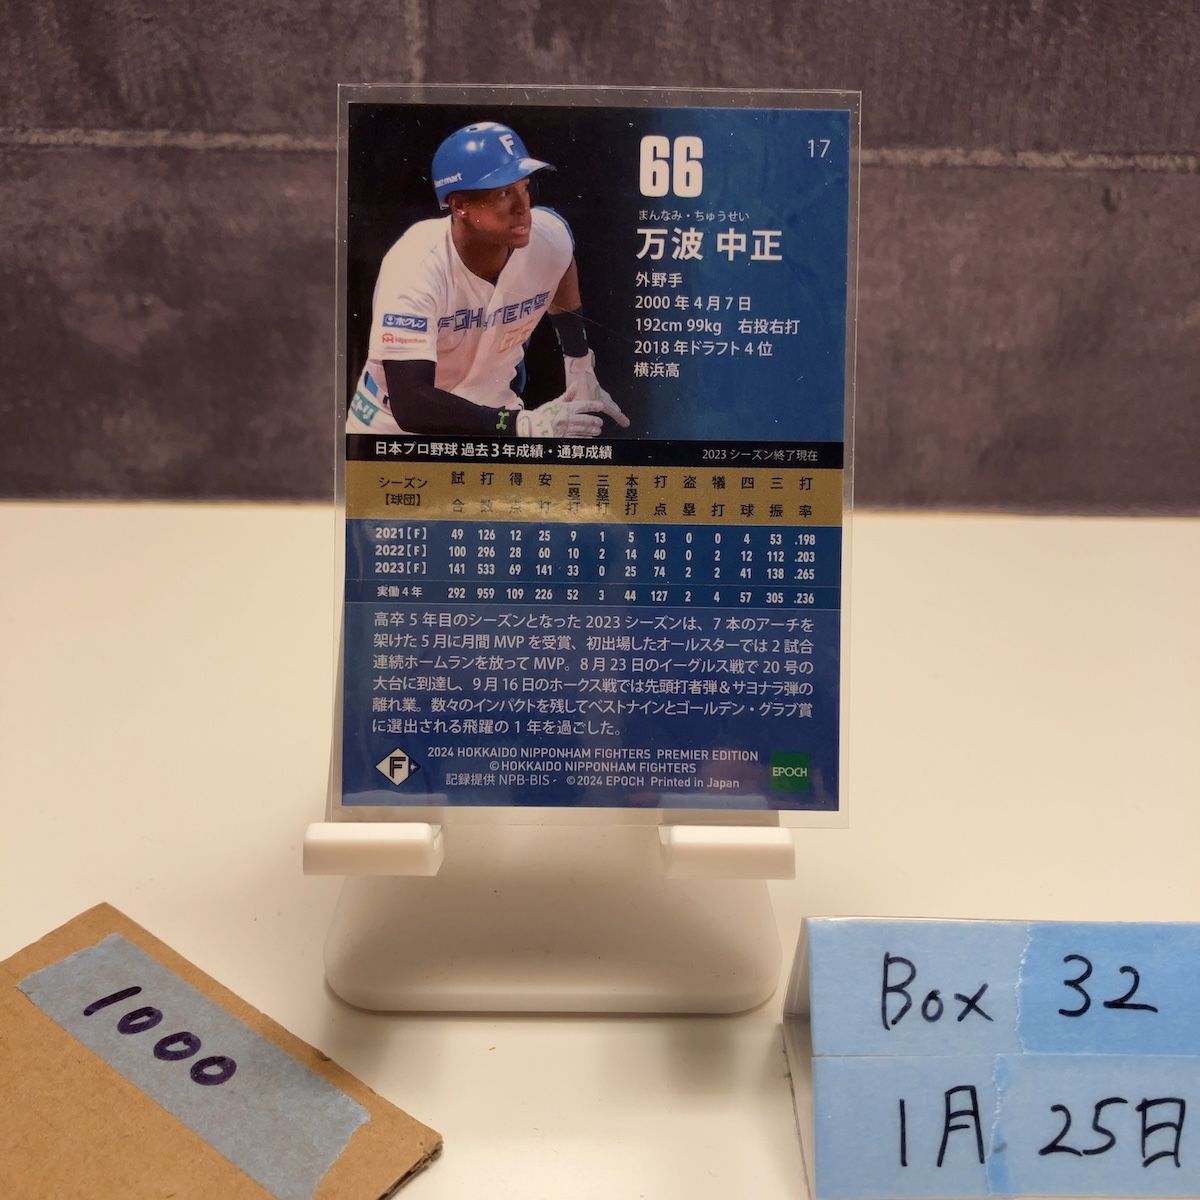 F
66
17
まんなみ・ちゅうせい
万波 中正
外野手
2000年4月7日
192cm 99kg 右投右打
2018年ドラフト4位
横浜高
ホクレン
Nipponham
FIGHTERS
日本プロ野球 過去3年成績・通算成績 2023シーズン終了現在
シーズン【球団】 試合 打数 得点 安打 二塁打 三塁打 本塁打 打点 盗塁 犠打 四球 三振 打率
2021【F】 49 126 12 25 9 1 5 13 0 0 4 53 .198
2022【F】 100 296 28 60 10 2 14 40 0 2 12 112 .203
2023【F】 141 533 69 141 33 0 25 74 2 2 41 138 .265
実働4年 292 959 109 226 52 3 44 127 2 4 57 305 .236
高卒5年目のシーズンとなった2023シーズンは、7本のアーチを
架けた5月に月間MVPを受賞、初出場したオールスターでは2試合
連続ホームランを放ってMVP。8月23日のイーグルス戦で20号の
大台に到達し、9月16日のホークス戦では先頭打者弾&サヨナラ弾の
離れ業。数々のインパクトを残してベストナインとゴールデン・グラブ賞
に選出される飛躍の1年を過ごした。
F
2024 HOKKAIDO NIPPONHAM FIGHTERS PREMIER EDITION
©HOKKAIDO NIPPONHAM FIGHTERS
記録提供 NPB-BIS ©2024 EPOCH Printed in Japan
EPOCH
1000
Box 32
1月25日